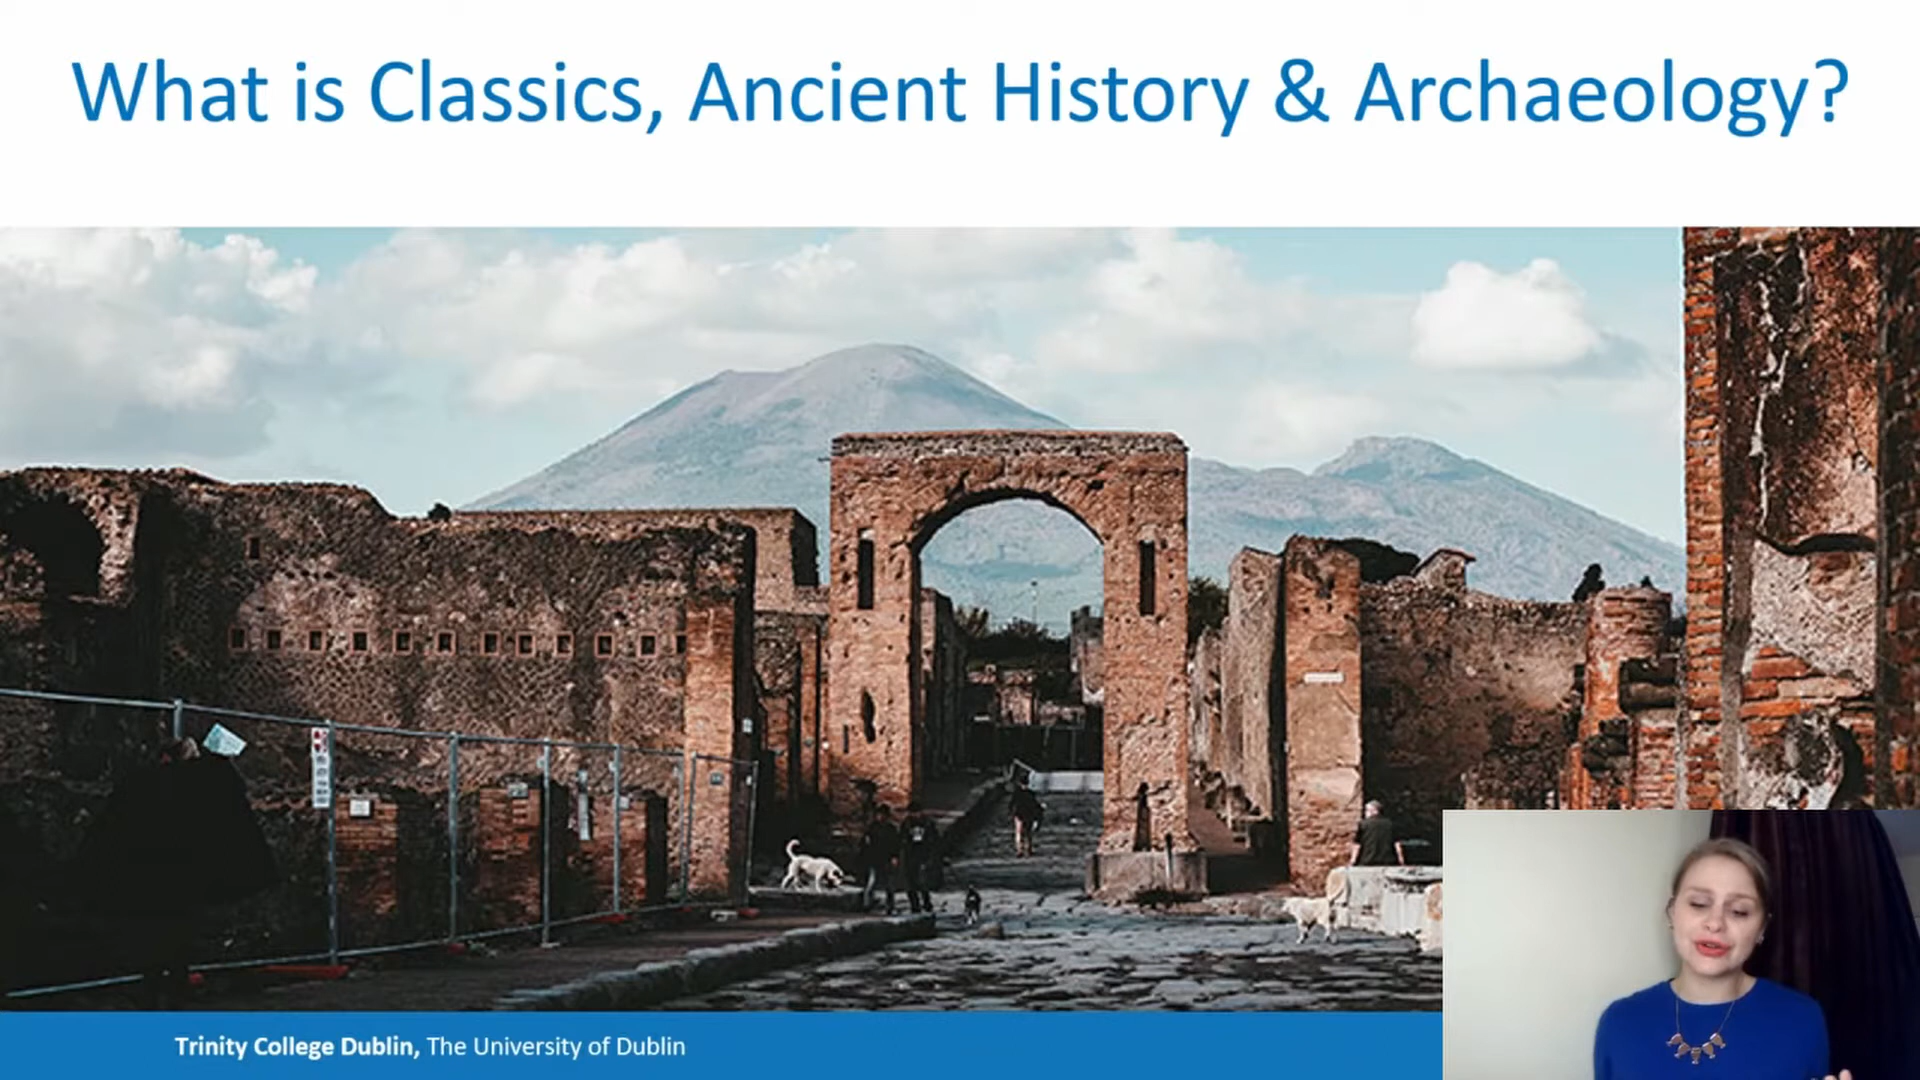 What is Classics, Ancient History & Archaeology?
Trinity College Dublin, The University of Dublin